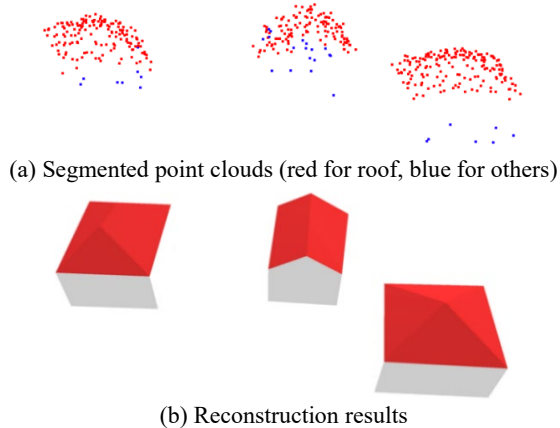 (a) Segmented point clouds (red for roof, blue for others)
(b) Reconstruction results